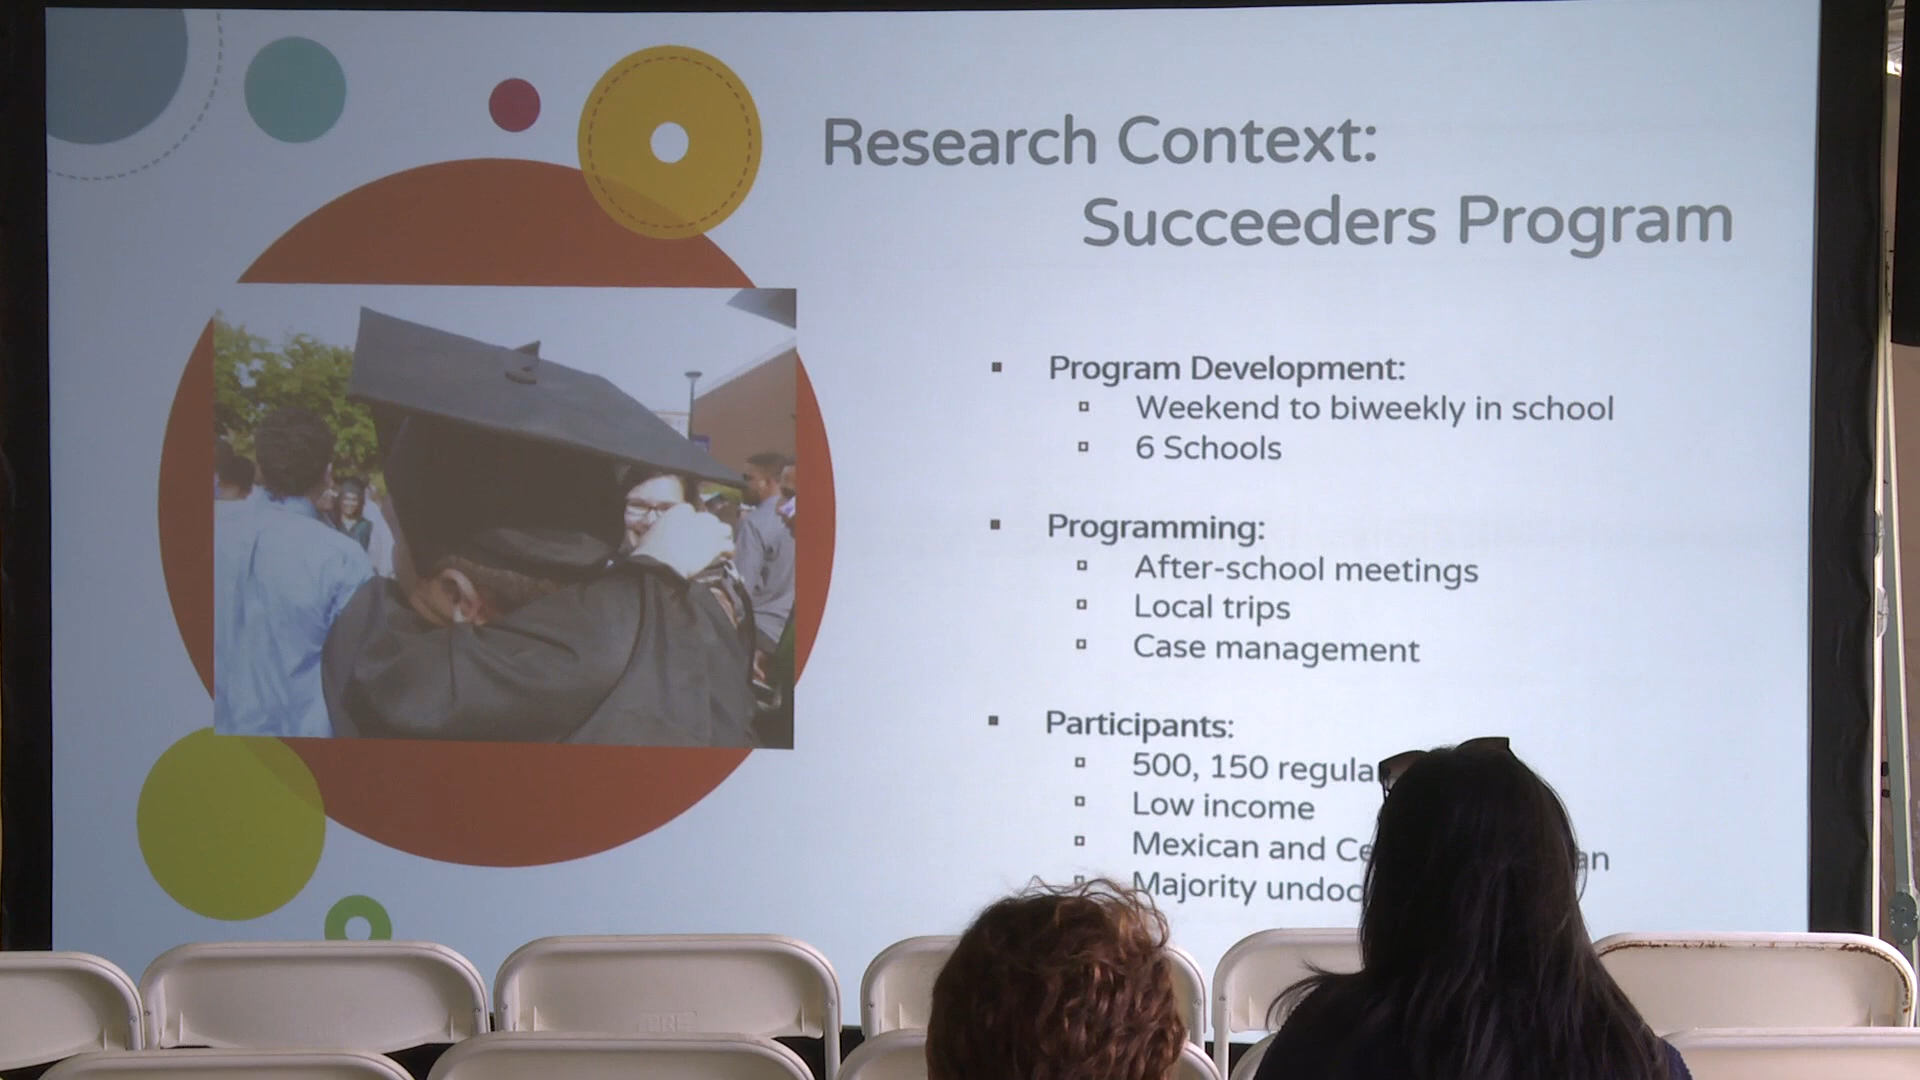 Research Context:
Succeeders Program
Program Development:
Weekend to biweekly in school
6 Schools
Programming:
After-school meetings
Local trips
Case management
Participants:
500, 150
Low income
Mexican and
Majority